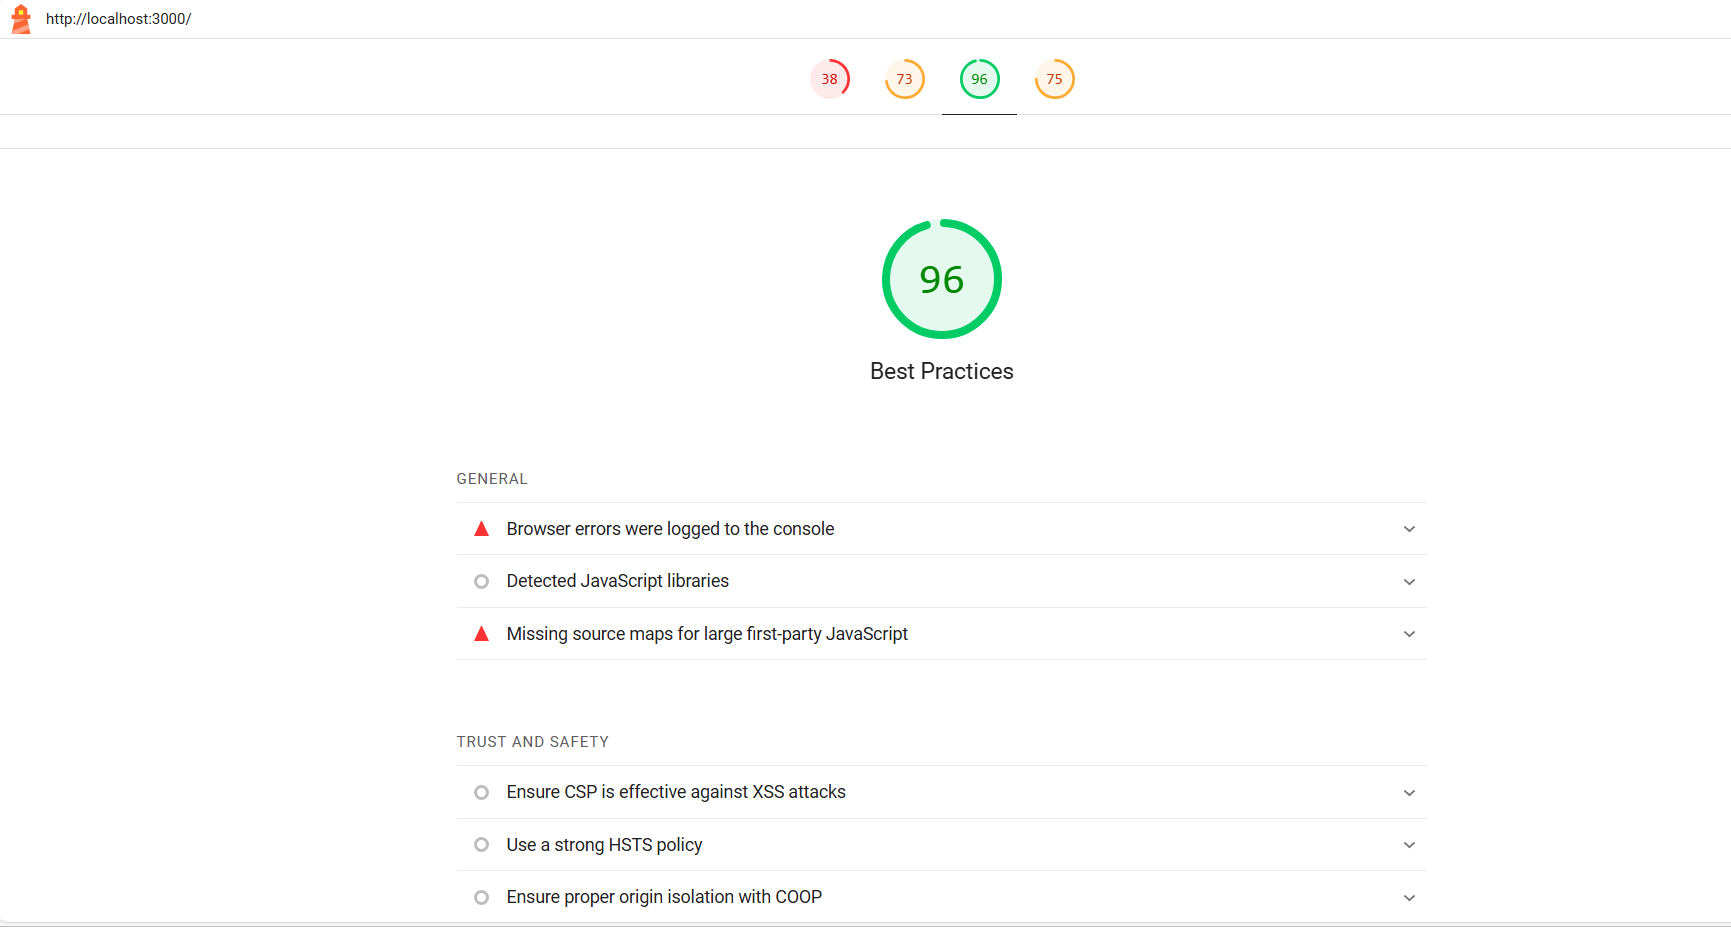 http://localhost:3000/
38 73 96 75
96
Best Practices
GENERAL
Browser errors were logged to the console
Detected JavaScript libraries
Missing source maps for large first-party JavaScript
TRUST AND SAFETY
Ensure CSP is effective against XSS attacks
Use a strong HSTS policy
Ensure proper origin isolation with COOP